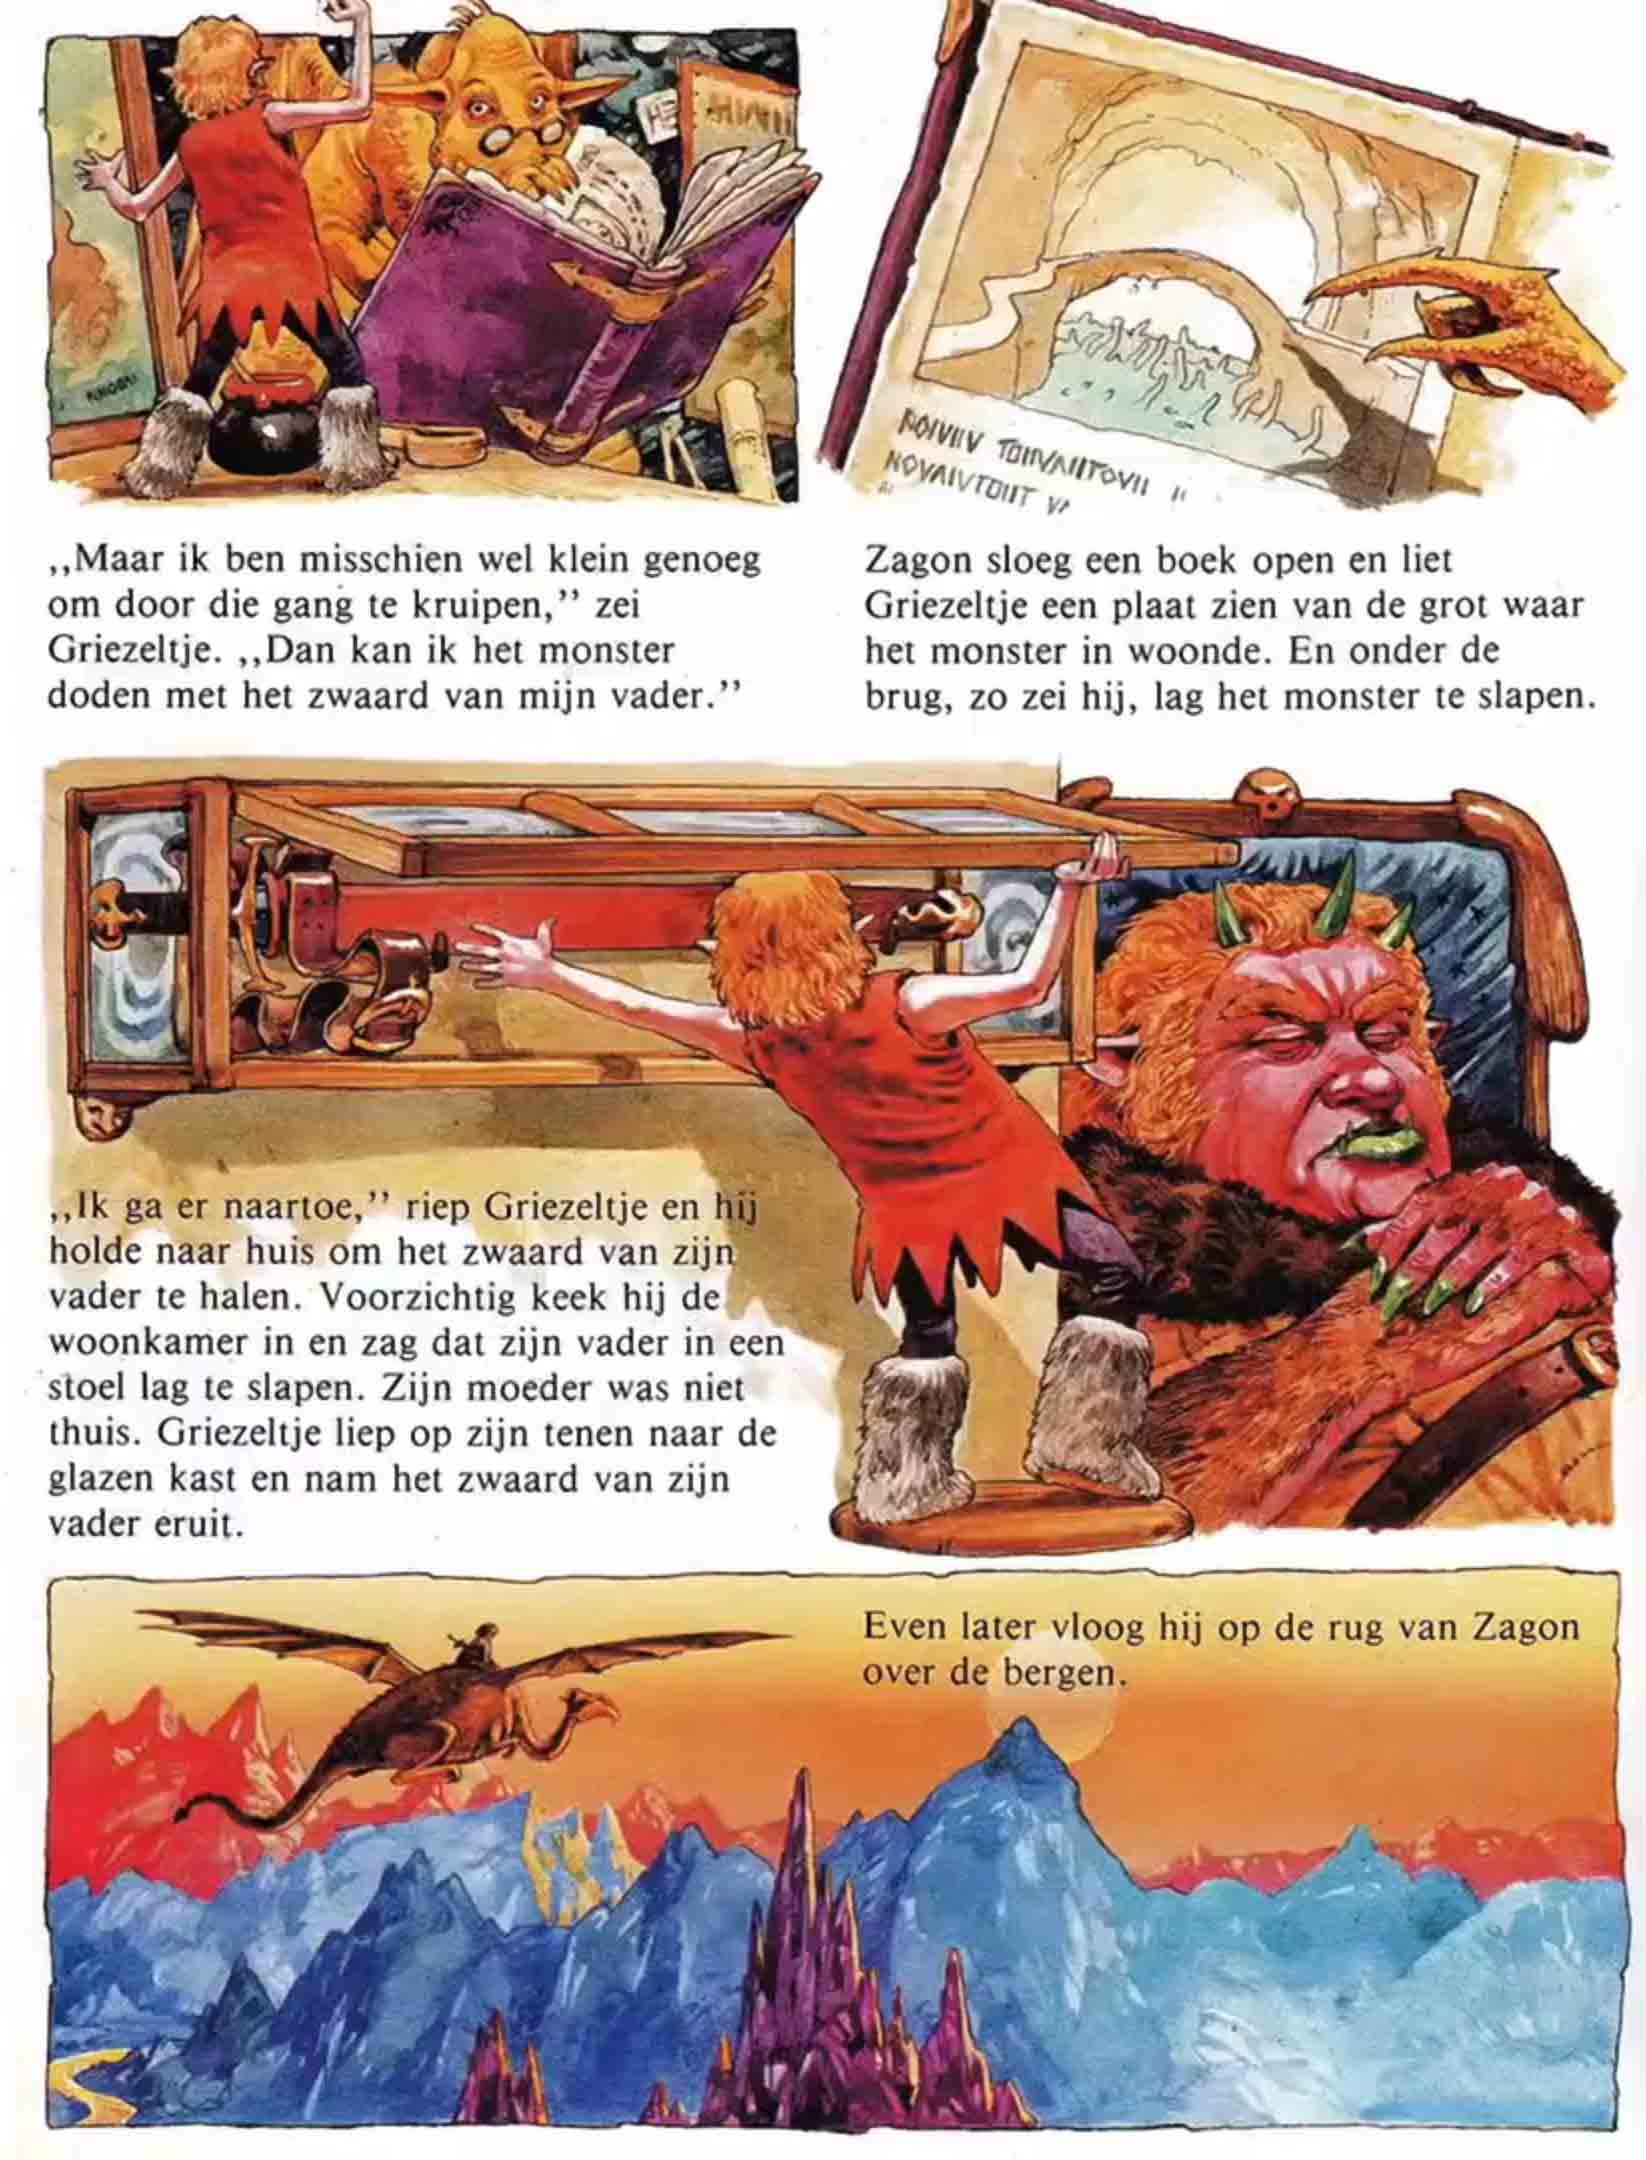 ,,Maar ik ben misschien wel klein genoeg
om door die gang te kruipen,'' zei
Griezeltje. ,,Dan kan ik het monster
doden met het zwaard van mijn vader.''
Zagon sloeg een boek open en liet
Griezeltje een plaat zien van de grot waar
het monster in woonde. En onder de
brug, zo zei hij, lag het monster te slapen.
,,Ik ga er naartoe,'' riep Griezeltje en hij
holde naar huis om het zwaard van zijn
vader te halen. Voorzichtig keek hij de
woonkamer in en zag dat zijn vader in een
stoel lag te slapen. Zijn moeder was niet
thuis. Griezeltje liep op zijn tenen naar de
glazen kast en nam het zwaard van zijn
vader eruit.
Even later vloog hij op de rug van Zagon
over de bergen.